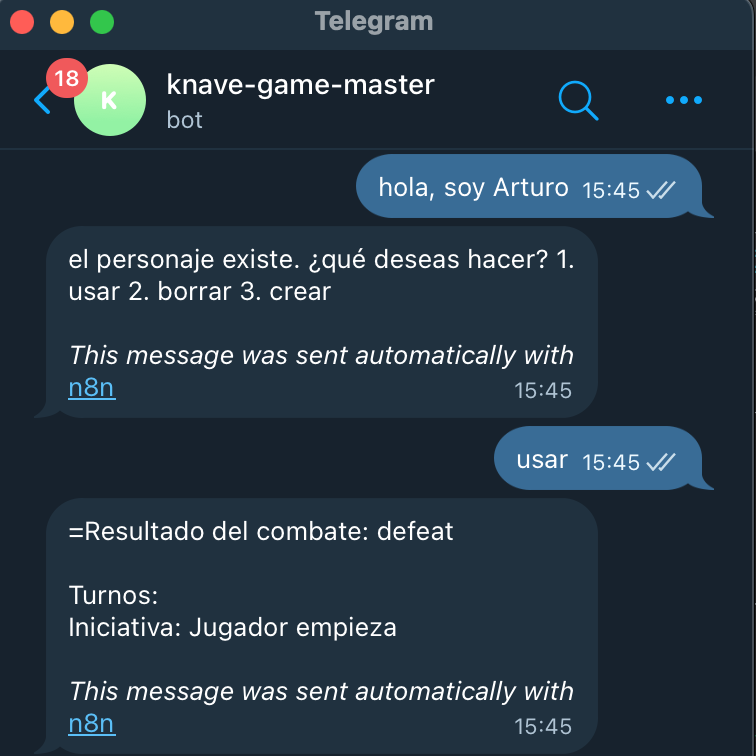 Telegram
18
K
knave-game-master
bot
hola, soy Arturo 15:45
el personaje existe. ¿qué deseas hacer? 1.
usar 2. borrar 3. crear
This message was sent automatically with
n8n 15:45
usar 15:45
=Resultado del combate: defeat
Turnos:
Iniciativa: Jugador empieza
This message was sent automatically with
n8n 15:45